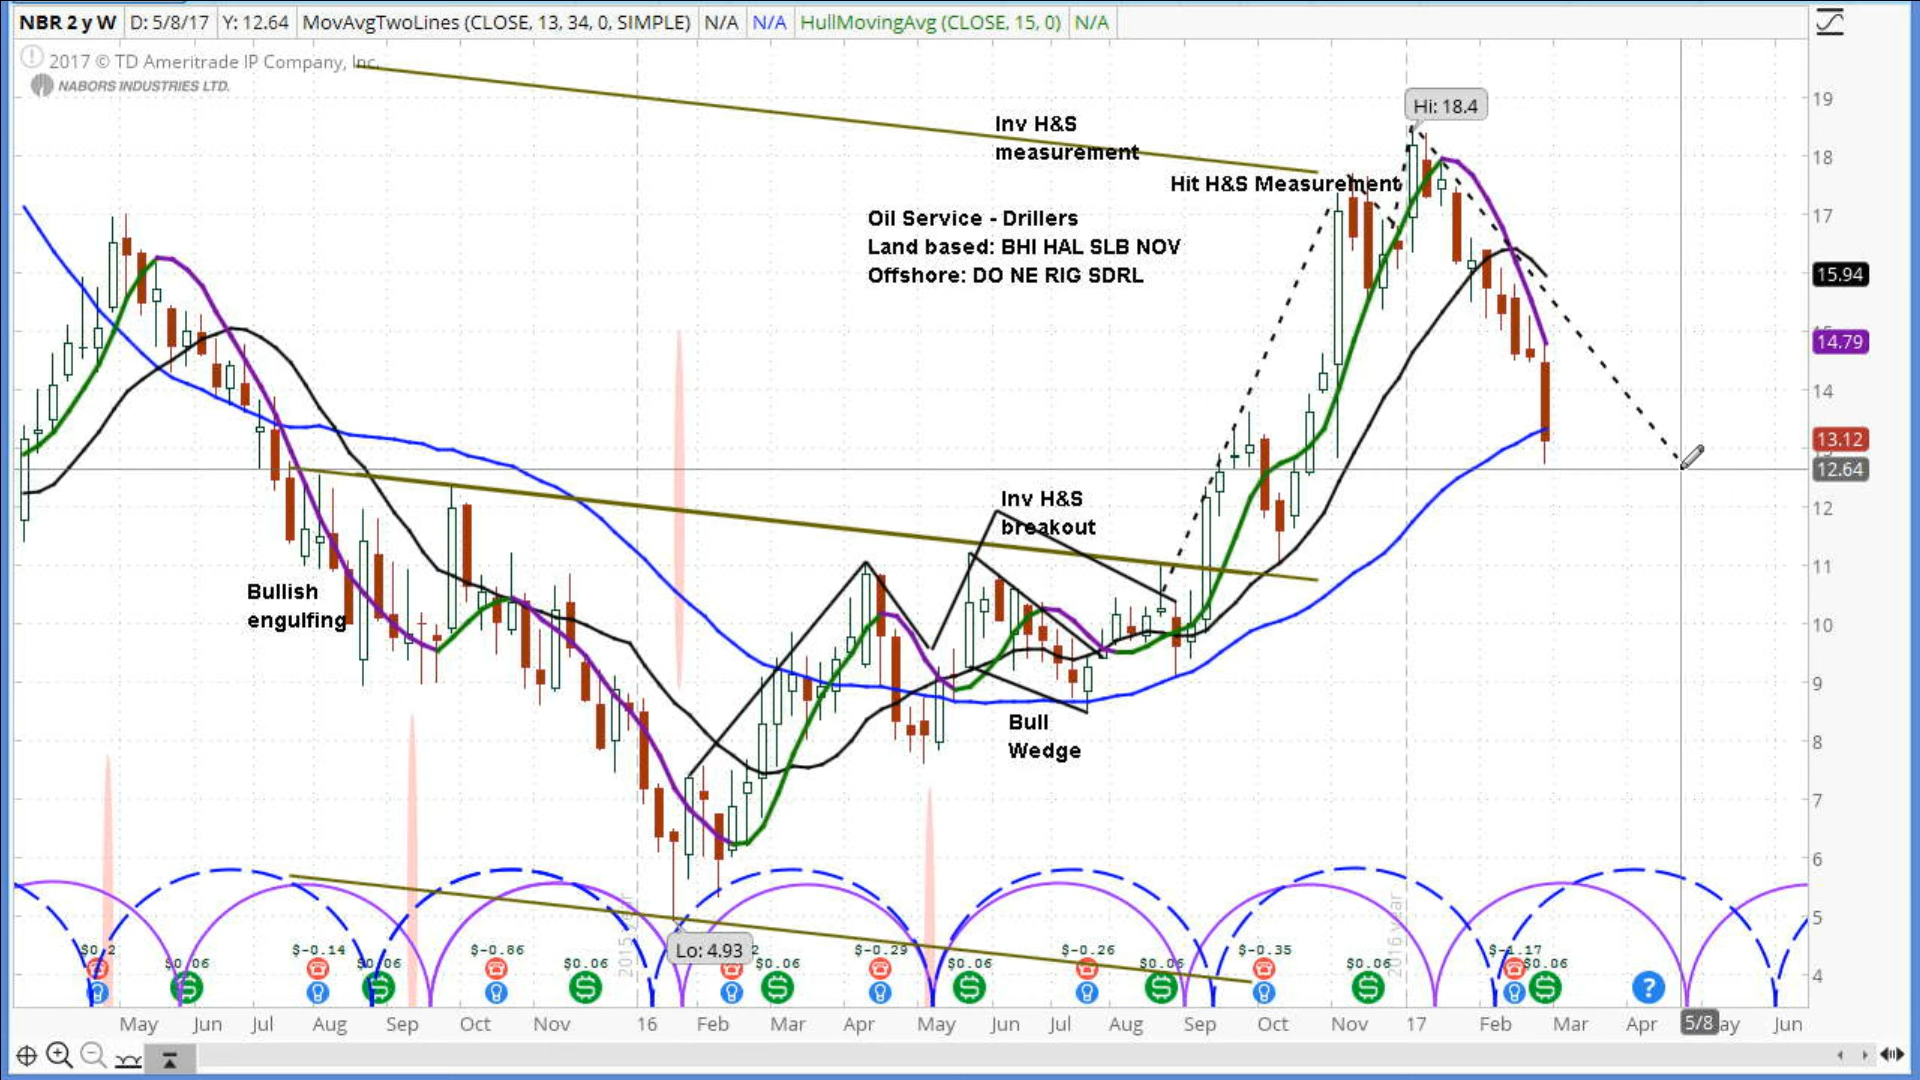 NBR 2 y W D: 5/8/17 Y: 12.64 MovAvgTwoLines (CLOSE, 13, 34, 0, SIMPLE) N/A N/A HullMovingAvg (CLOSE, 15, 0) N/A
2017 © TD Ameritrade IP Company, Inc.
NABORS INDUSTRIES LTD.
Hi: 18.4
19
Inv H&S
measurement
18
Hit H&S Measurement
Oil Service - Drillers
Land based: BHI HAL SLB NOV
Offshore: DO NE RIG SDRL
17
15.94
14.79
14
13.12
12.64
12
Inv H&S
breakout
11
Bullish
engulfing
10
9
Bull
Wedge
8
7
6
5
4
Lo: 4.93
2016 year
$-0.14 $-0.86 $-0.29 $-0.26 $-0.35
$0.06 $0.06 $0.06 $0.06 $0.06 $0.06
May Jun Jul Aug Sep Oct Nov 16 Feb Mar Apr May Jun Jul Aug Sep Oct Nov 17 Feb Mar Apr 5/8 Jun